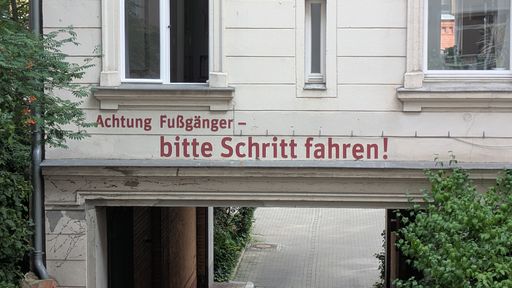 Achtung Fußgänger –
bitte Schritt fahren!